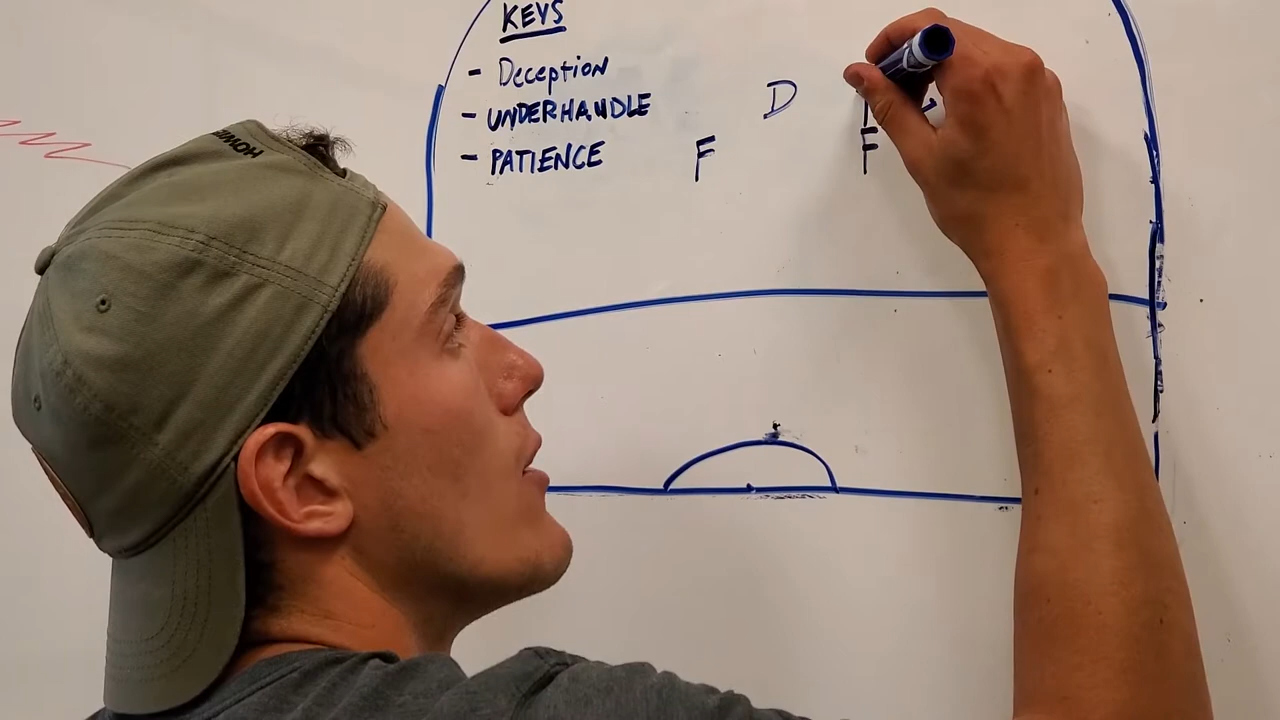 KEYS
- Deception
- UNDERHANDLE
- PATIENCE
D
F
F